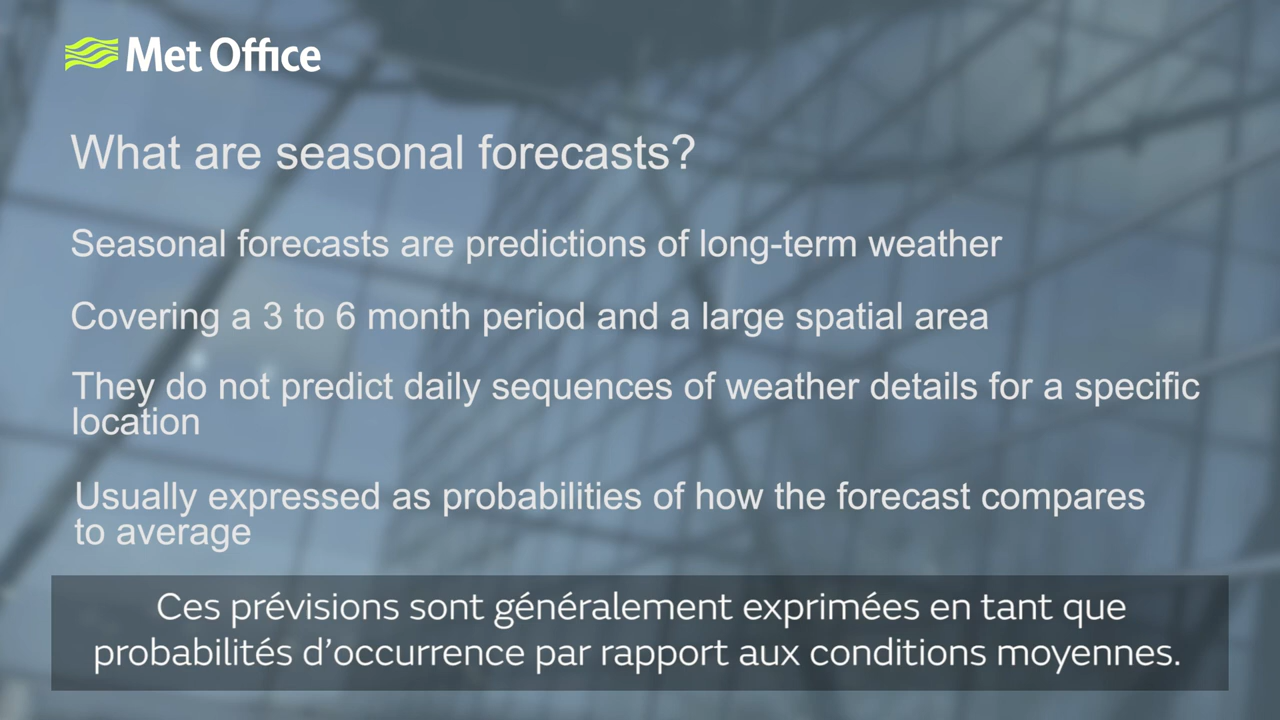 Met Office
What are seasonal forecasts?
Seasonal forecasts are predictions of long-term weather
Covering a 3 to 6 month period and a large spatial area
They do not predict daily sequences of weather details for a specific
location
Usually expressed as probabilities of how the forecast compares
to average
Ces prévisions sont généralement exprimées en tant que
probabilités d’occurrence par rapport aux conditions moyennes.